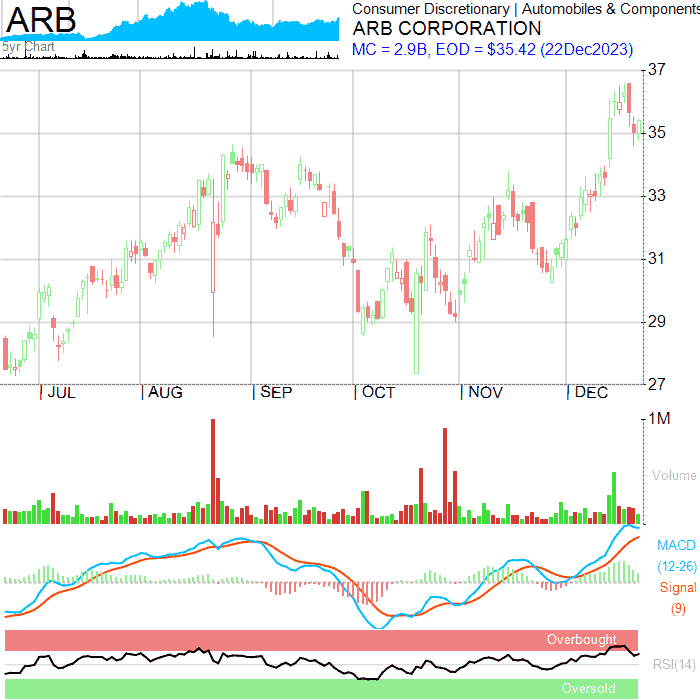 ARB
5yr Chart
Consumer Discretionary | Automobiles & Components
ARB CORPORATION
MC = 2.9B, EOD = $35.42 (22Dec2023)
37
35
33
31
29
27
JUL AUG SEP OCT NOV DEC
1M
Volume
MACD
(12-26)
Signal
(9)
Overbought
RSI(14)
Oversold